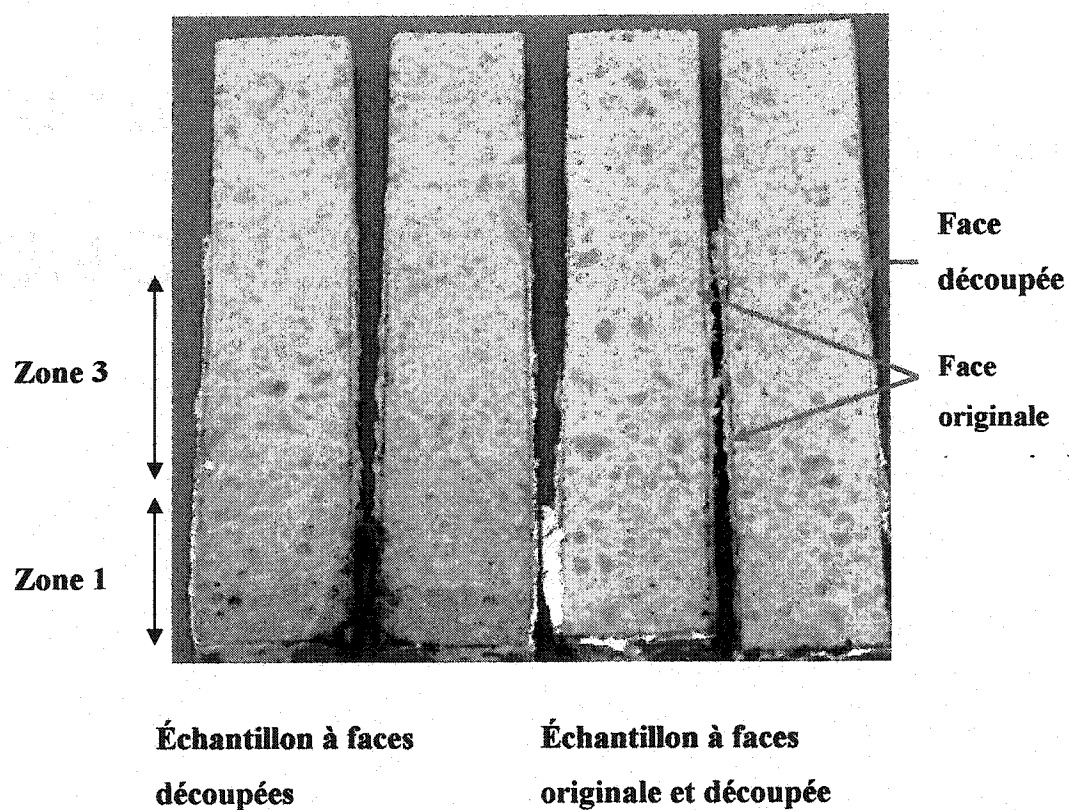 Face
découpée
Zone 3
Face
originale
Zone 1
Échantillon à faces
découpées
Échantillon à faces
originale et découpée